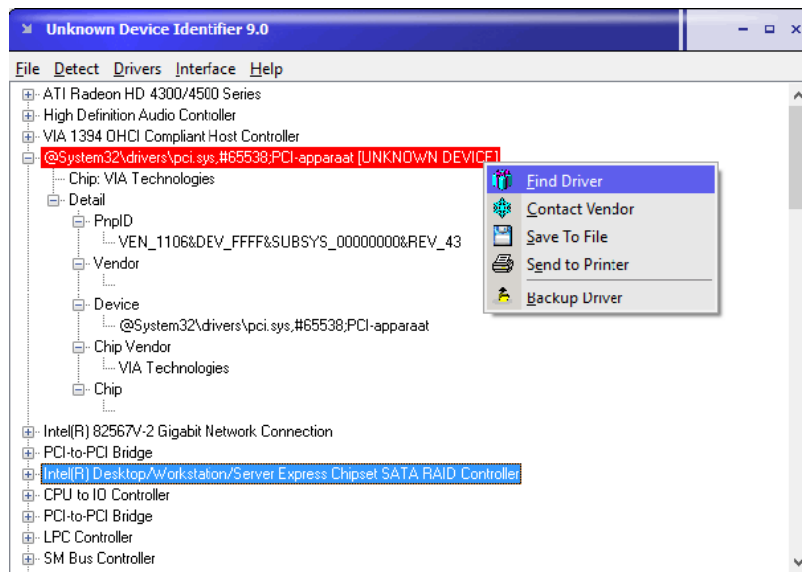 Unknown Device Identifier 9.0
File Detect Drivers Interface Help
ATI Radeon HD 4300/4500 Series
High Definition Audio Controller
VIA 1394 OHCI Compliant Host Controller
@System32\drivers\pci.sys,#65538;PCI-apparaat [UNKNOWN DEVICE]
Chip: VIA Technologies
Detail
PnpID
VEN_1106&DEV_FFFF&SUBSYS_00000000&REV_43
Vendor
Device
@System32\drivers\pci.sys,#65538;PCI-apparaat
Chip Vendor
VIA Technologies
Chip
Intel(R) 82567V-2 Gigabit Network Connection
PCI-to-PCI Bridge
Intel(R) Desktop/Workstation/Server Express Chipset SATA RAID Controller
CPU to IO Controller
PCI-to-PCI Bridge
LPC Controller
SM Bus Controller
Find Driver
Contact Vendor
Save To File
Send to Printer
Backup Driver